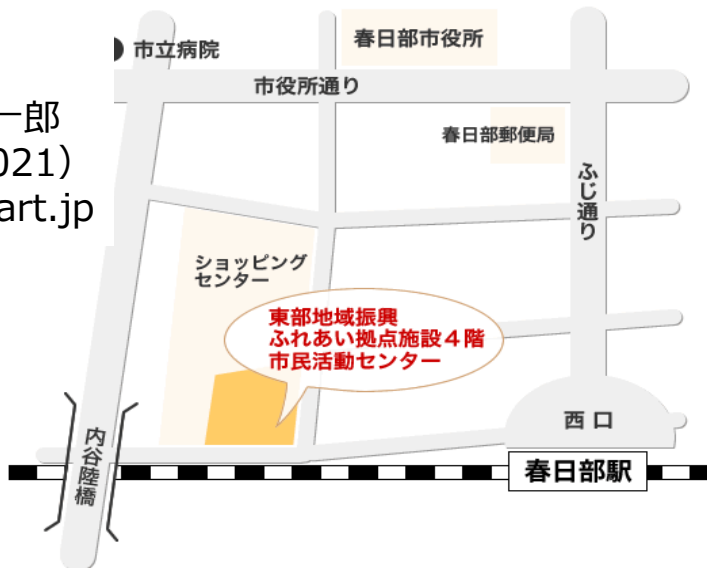 市立病院
春日部市役所
市役所通り
一郎
021）
art.jp
春日部郵便局
ふじ通り
ショッピング
センター
東部地域振興
ふれあい拠点施設４階
市民活動センター
内谷陸橋
西口
春日部駅